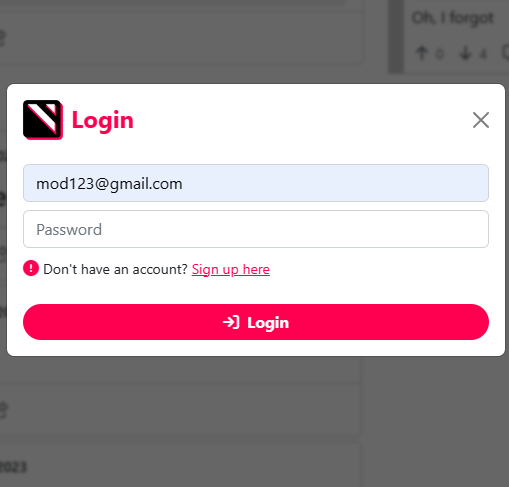 Oh, I forgot
0 4
Login
mod123@gmail.com
Password
Don't have an account? Sign up here
Login
2023